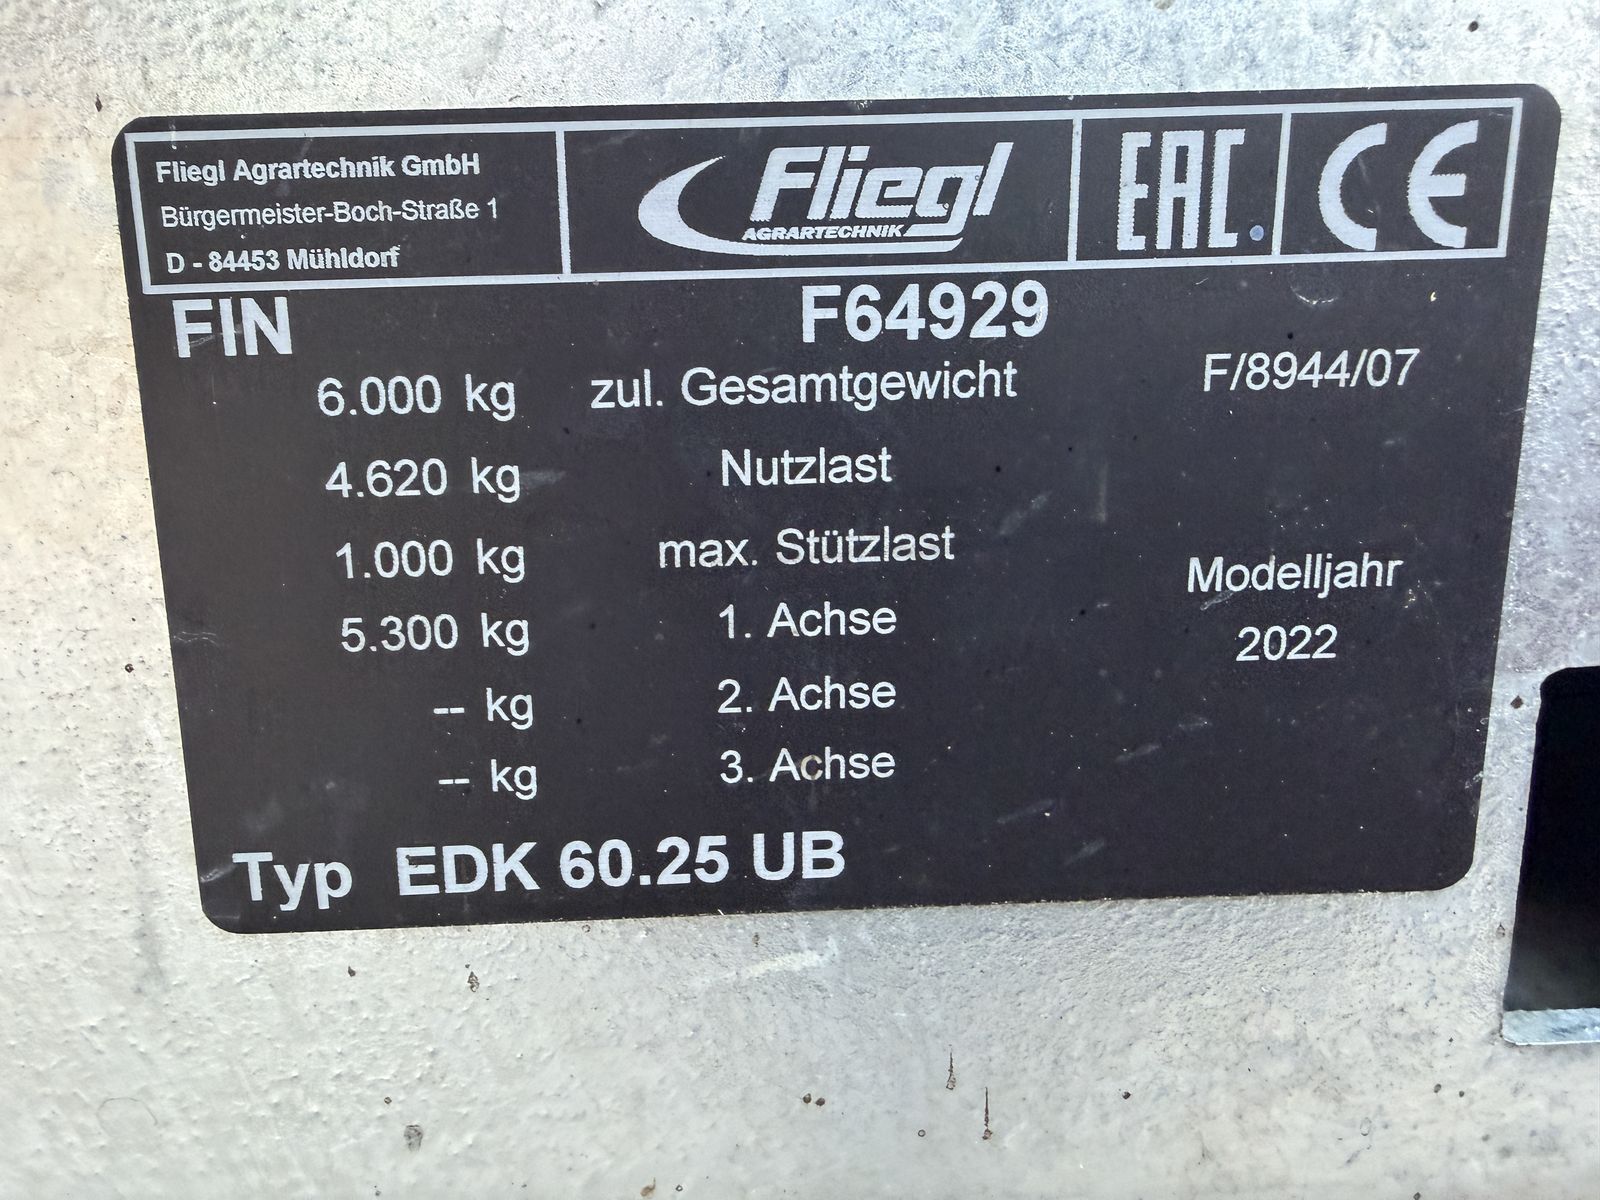 Fliegl Agrartechnik GmbH
Bürgermeister-Boch-Straße 1
D - 84453 Mühldorf
Fliegl
AGRARTECHNIK
EAC
CE
FIN F64929
6.000 kg zul. Gesamtgewicht F/8944/07
4.620 kg Nutzlast
1.000 kg max. Stützlast
Modelljahr
5.300 kg 1. Achse
2022
-- kg 2. Achse
-- kg 3. Achse
Typ EDK 60.25 UB